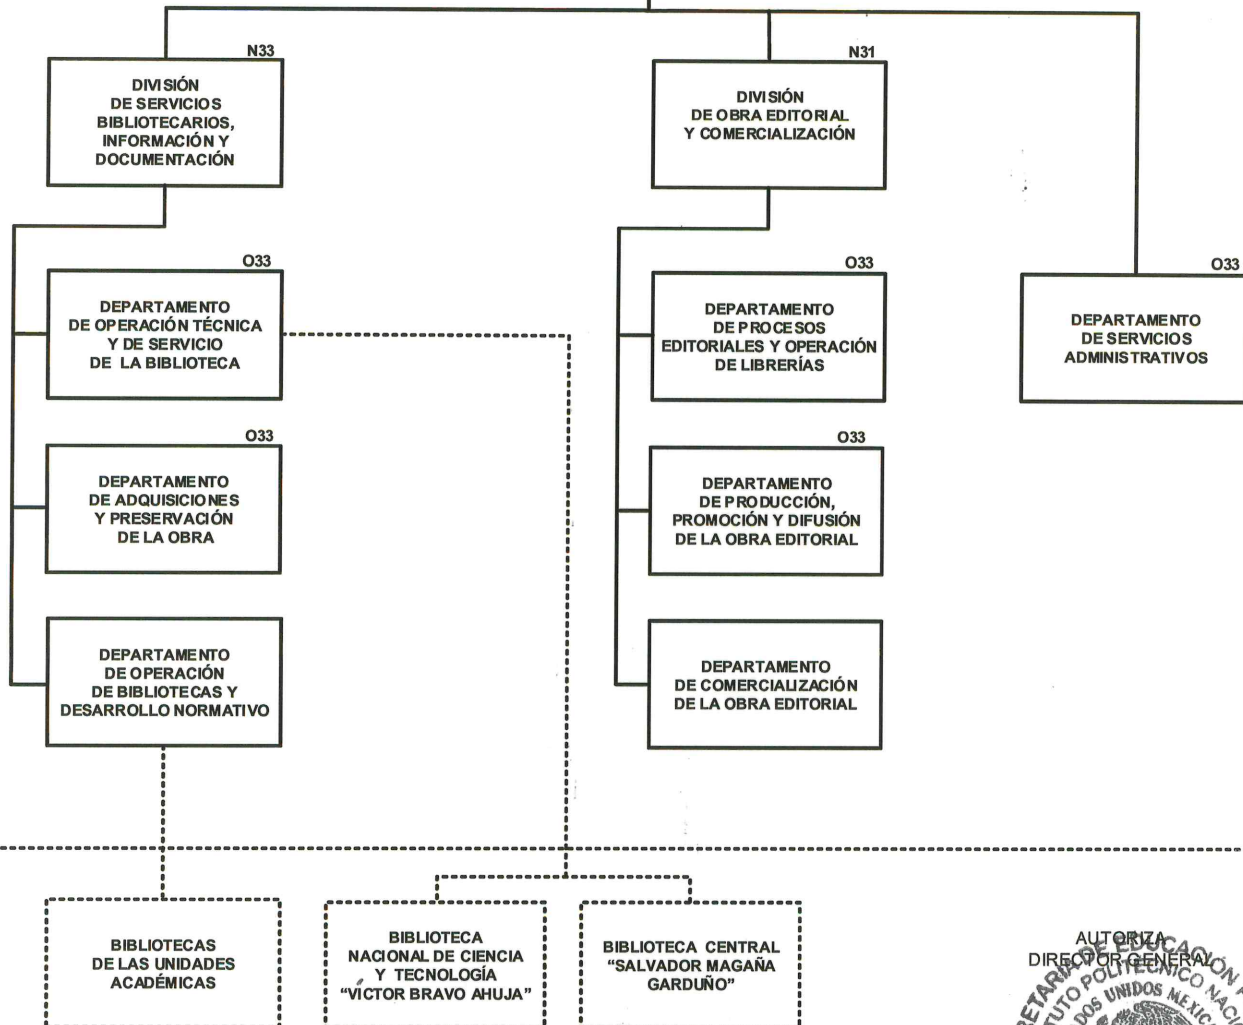 N33
DIVISIÓN
DE SERVICIOS
BIBLIOTECARIOS,
INFORMACIÓN Y
DOCUMENTACIÓN
N31
DIVISIÓN
DE OBRA EDITORIAL
Y COMERCIALIZACIÓN
O33
DEPARTAMENTO
DE OPERACIÓN TÉCNICA
Y DE SERVICIO
DE LA BIBLIOTECA
O33
DEPARTAMENTO
DE PROCESOS
EDITORIALES Y OPERACIÓN
DE LIBRERÍAS
O33
DEPARTAMENTO
DE SERVICIOS
ADMINISTRATIVOS
O33
DEPARTAMENTO
DE ADQUISICIONES
Y PRESERVACIÓN
DE LA OBRA
O33
DEPARTAMENTO
DE PRODUCCIÓN,
PROMOCIÓN Y DIFUSIÓN
DE LA OBRA EDITORIAL
DEPARTAMENTO
DE OPERACIÓN
DE BIBLIOTECAS Y
DESARROLLO NORMATIVO
DEPARTAMENTO
DE COMERCIALIZACIÓN
DE LA OBRA EDITORIAL
BIBLIOTECAS
DE LAS UNIDADES
ACADÉMICAS
BIBLIOTECA
NACIONAL DE CIENCIA
Y TECNOLOGÍA
“VÍCTOR BRAVO AHUJA”
BIBLIOTECA CENTRAL
“SALVADOR MAGAÑA
GARDUÑO”
AUTORIZA
DIRECTOR GENERAL
DE EDUCACIÓN
POLITÉCNICO
UNIDOS